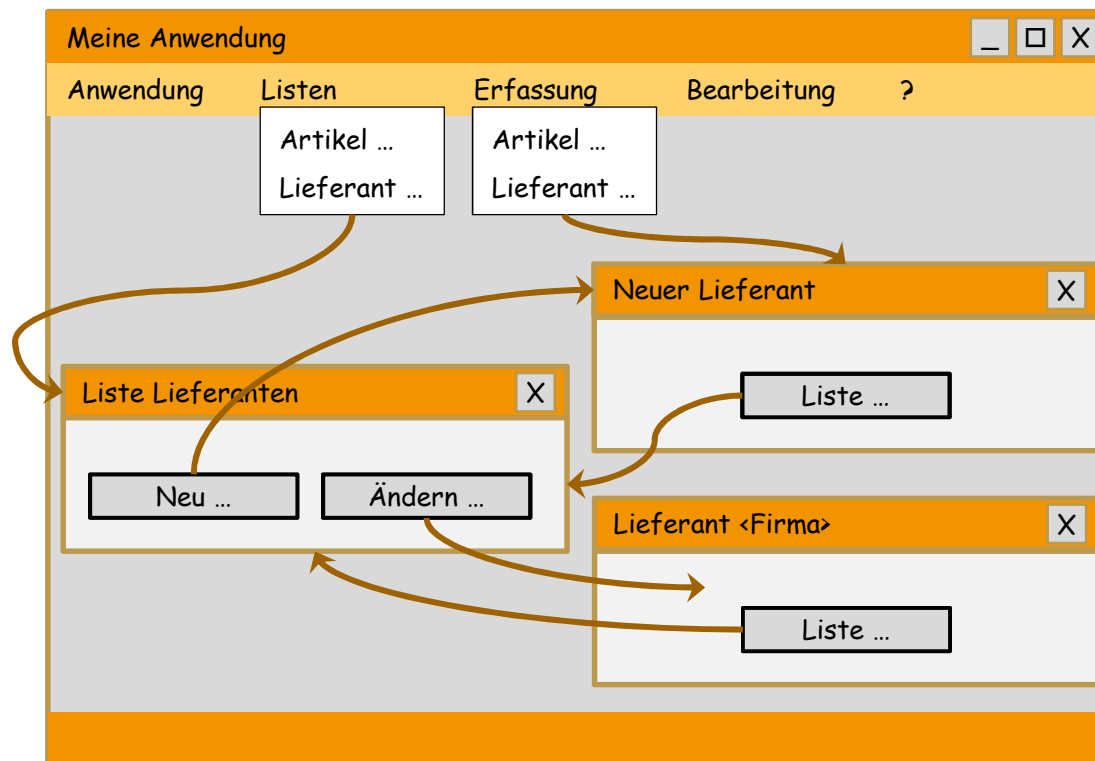 Meine Anwendung _ □ X
Anwendung Listen Erfassung Bearbeitung ?
Artikel … Artikel …
Lieferant … Lieferant …
Neuer Lieferant X
Liste …
Liste Lieferanten X
Neu … Ändern …
Lieferant <Firma> X
Liste …